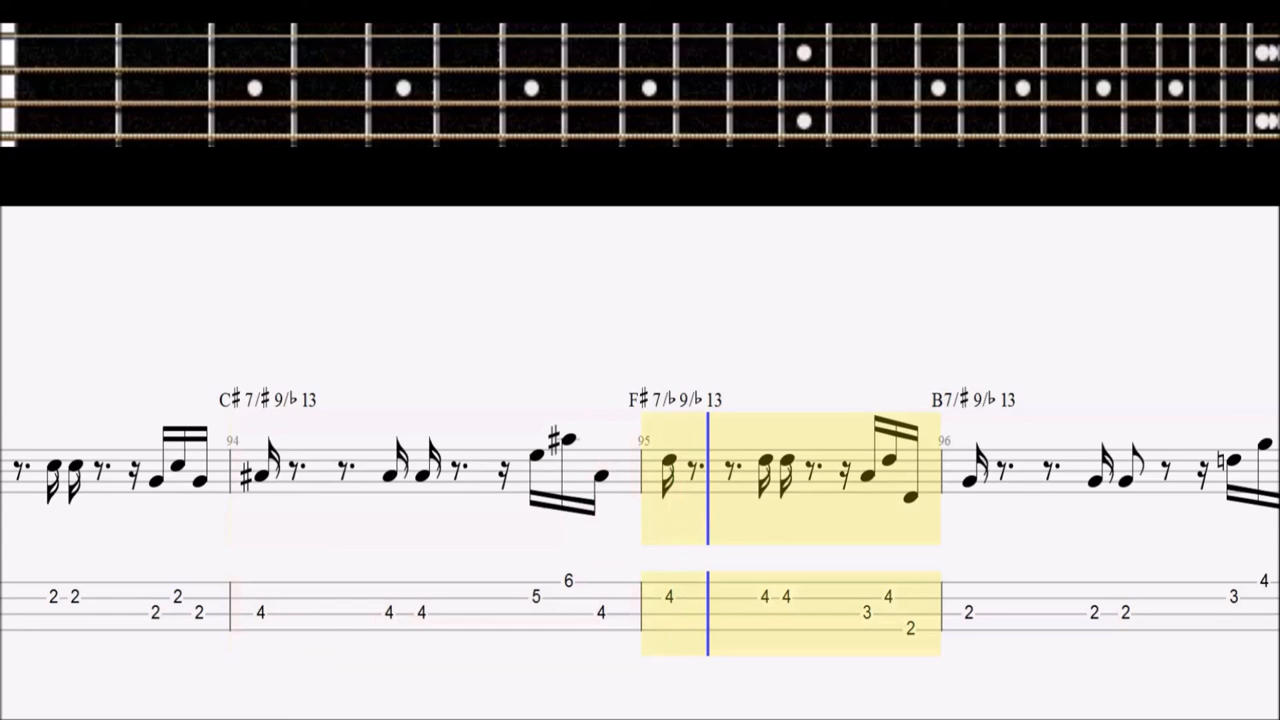 C♯ 7/♯ 9/♭ 13 F♯ 7/♭ 9/♭ 13 B7/♯ 9/♭ 13
94 95 96
6 4
2 2 2 5 4 4 4 4 3
2 2 4 4 4 4 3 2 2 2
2